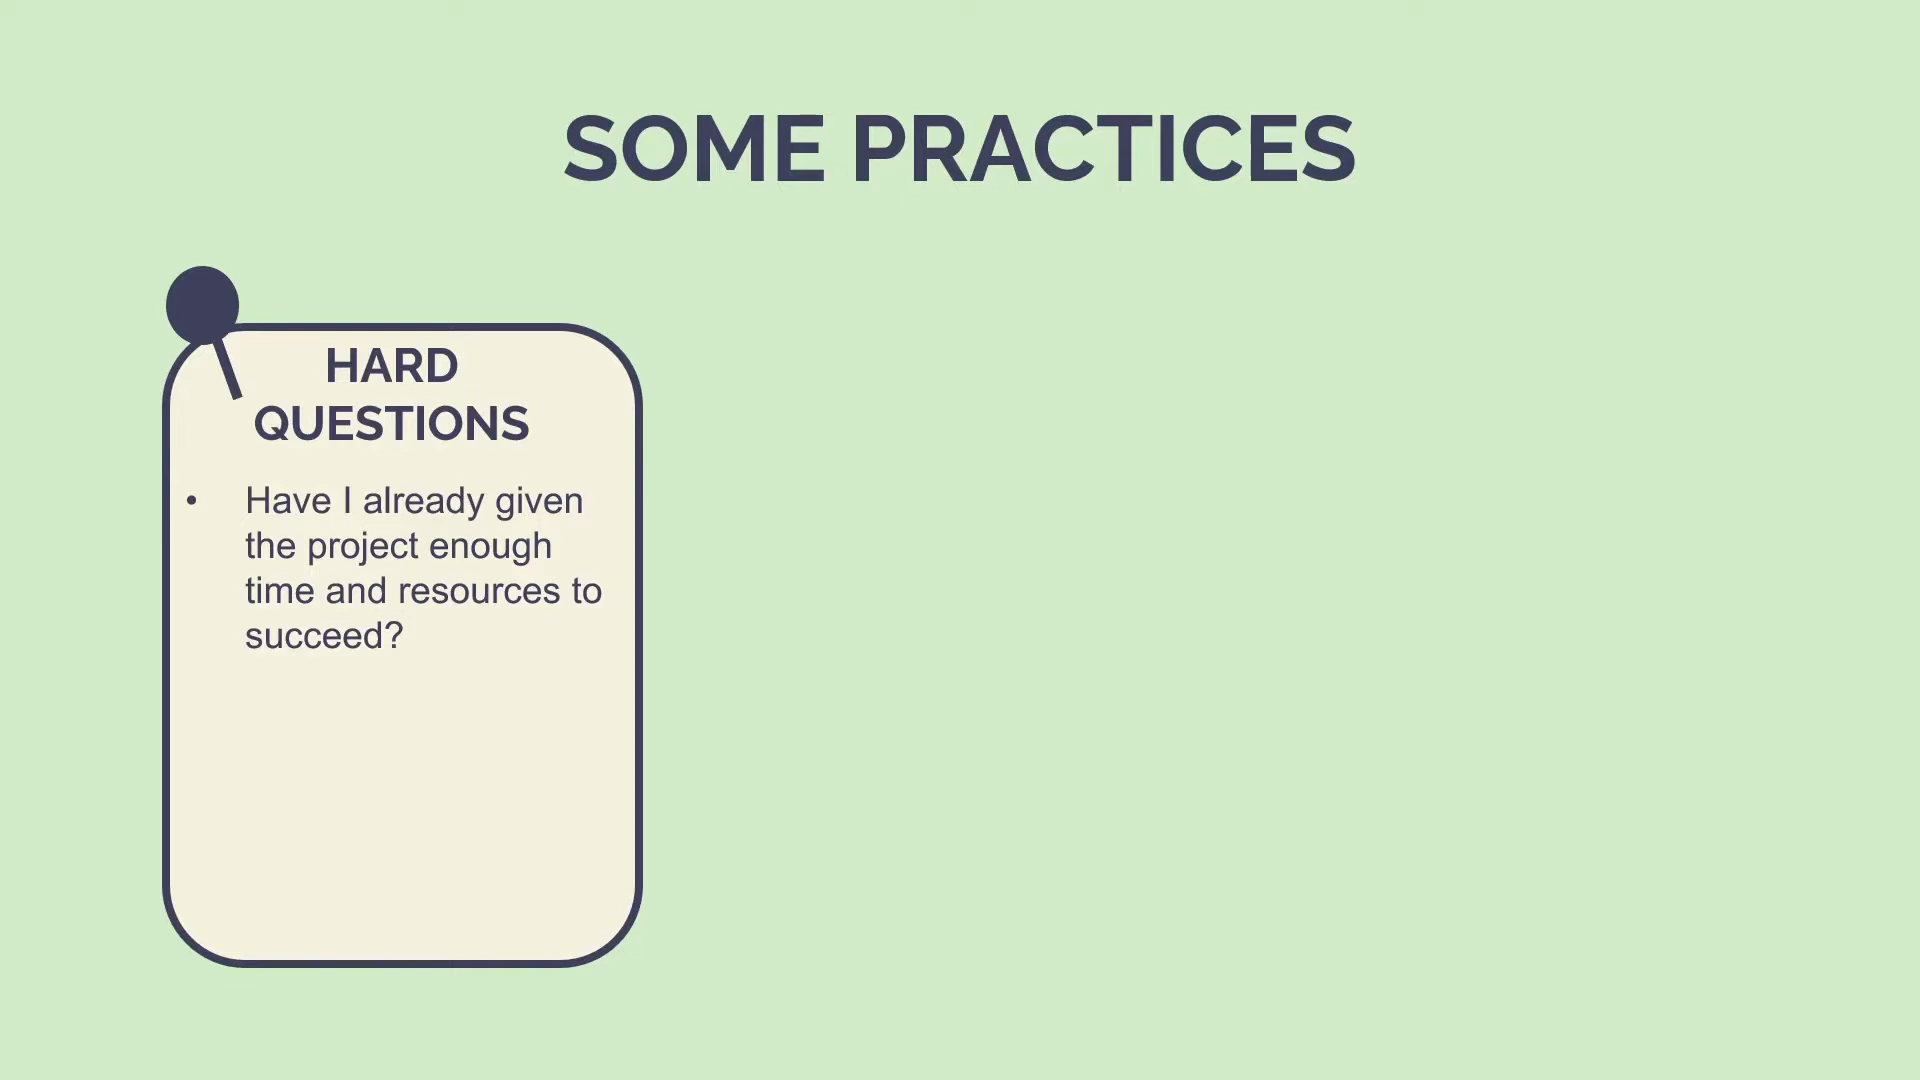 SOME PRACTICES
HARD
QUESTIONS
• Have I already given
the project enough
time and resources to
succeed?